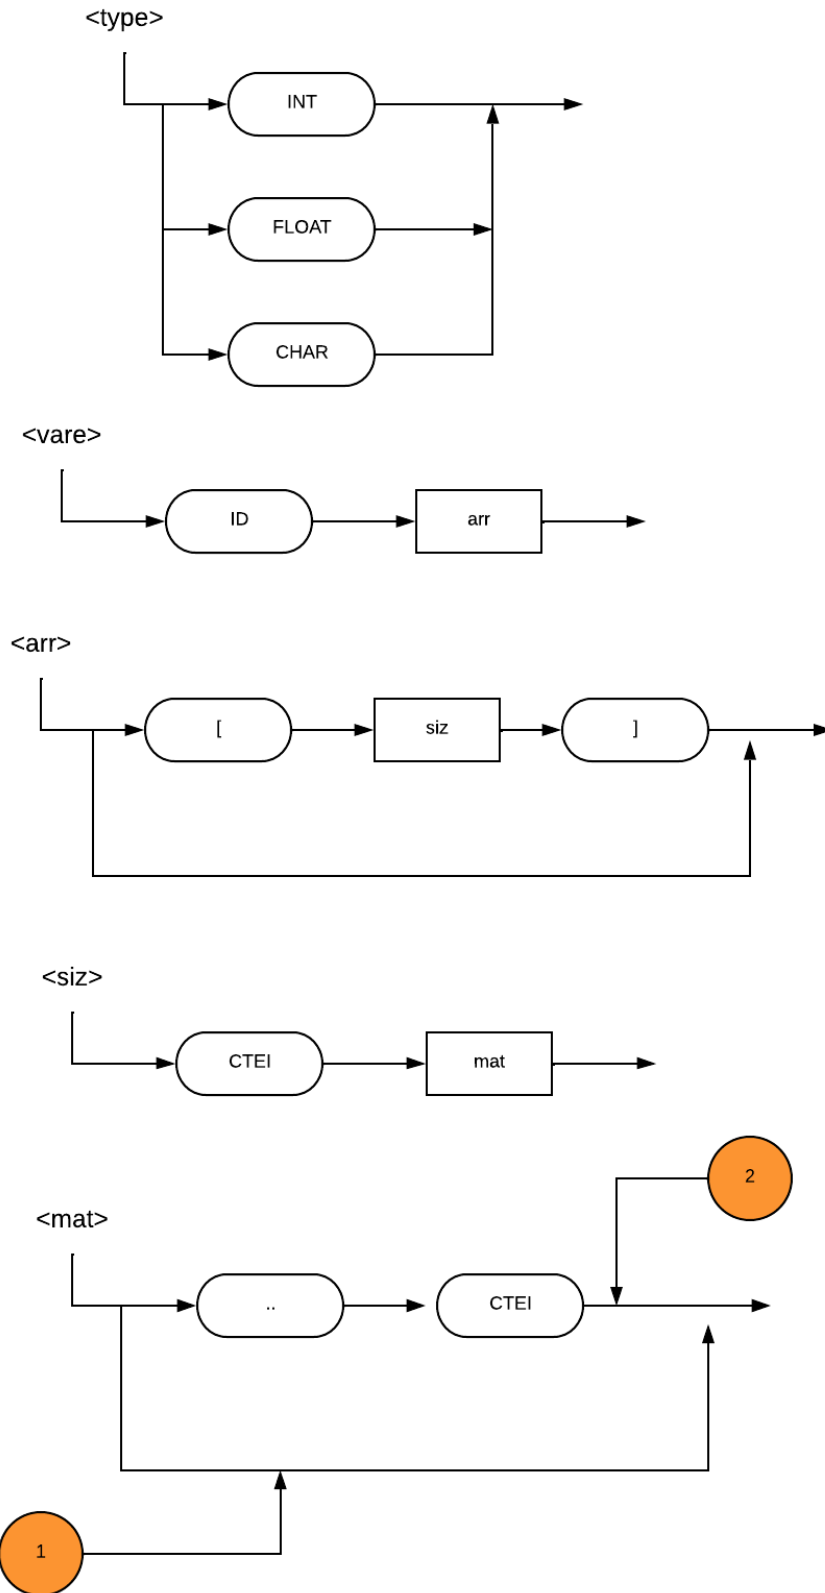 <type>
INT
FLOAT
CHAR
<vare>
ID arr
<arr>
[ siz ]
<siz>
CTEI mat
2
<mat>
.. CTEI
1